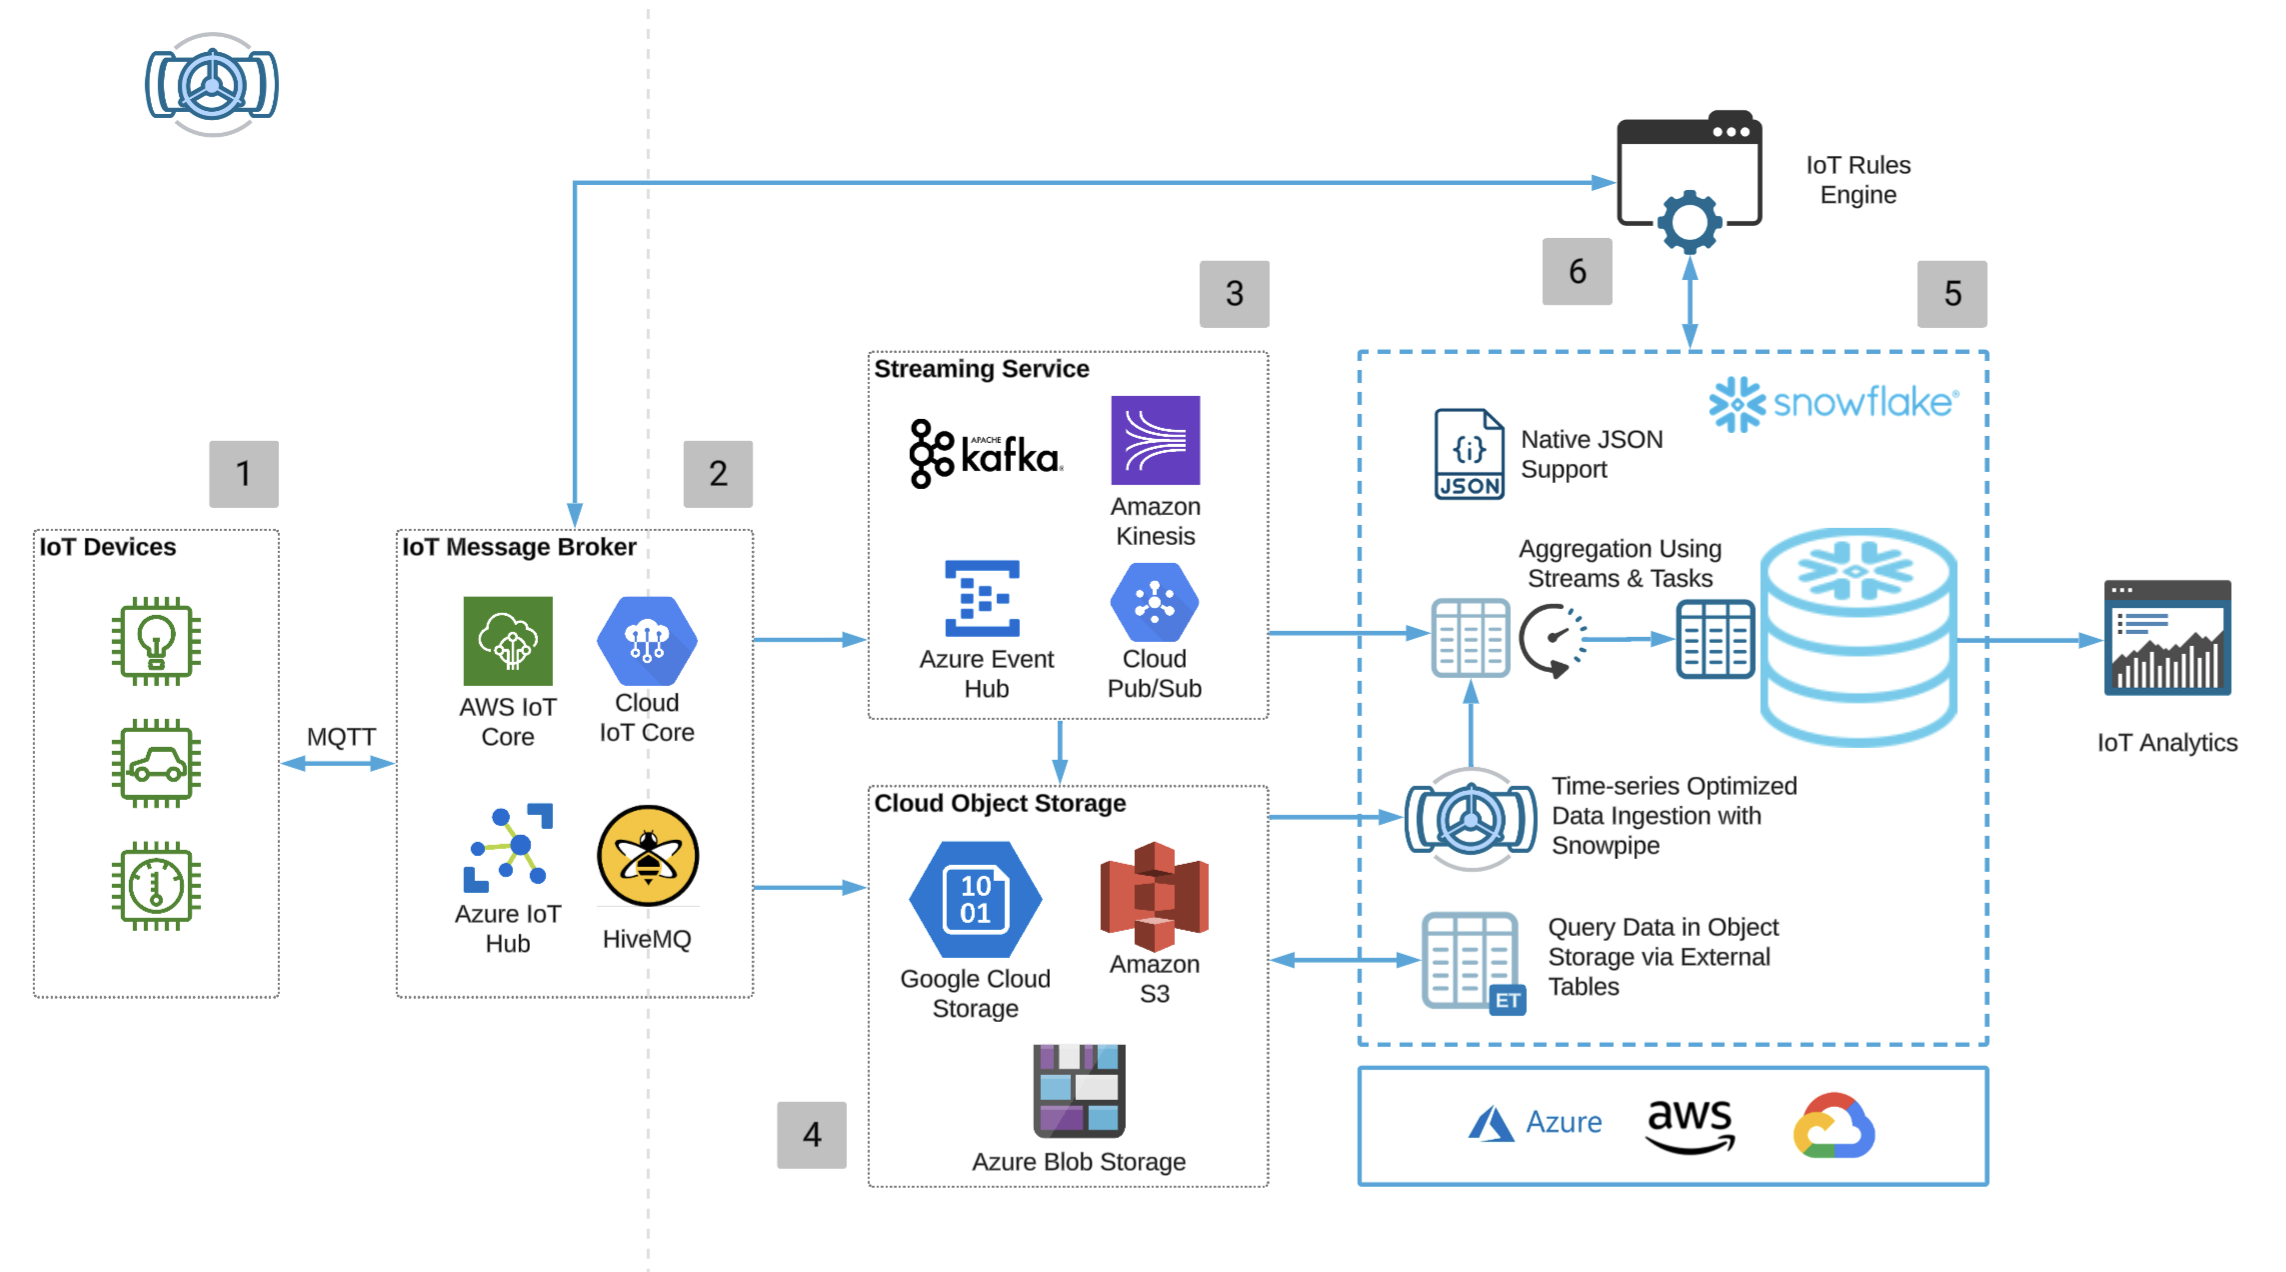 IoT Rules
Engine
6
3
5
Streaming Service
APACHE
kafka®
Amazon
Kinesis
Azure Event
Hub
Cloud
Pub/Sub
1
2
IoT Devices
MQTT
IoT Message Broker
AWS IoT
Core
Cloud
IoT Core
Azure IoT
Hub
HiveMQ
Cloud Object Storage
10
01
Google Cloud
Storage
Amazon
S3
Azure Blob Storage
4
snowflake®
{i}
JSON
Native JSON
Support
Aggregation Using
Streams & Tasks
Time-series Optimized
Data Ingestion with
Snowpipe
ET
Query Data in Object
Storage via External
Tables
IoT Analytics
Azure
aws